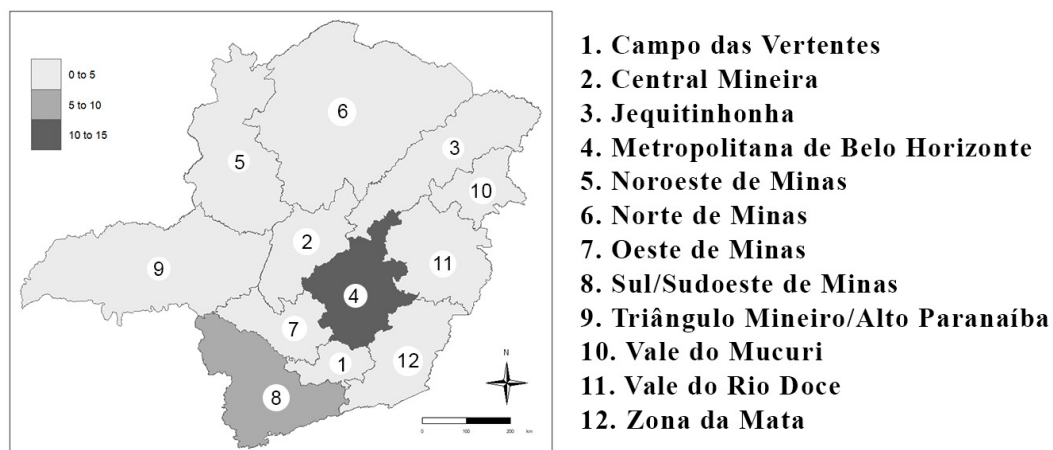 0 to 5
5 to 10
10 to 15
6
3
5
10
2
11
9
4
7
12
1
8
N
0 100 200 km
1. Campo das Vertentes
2. Central Mineira
3. Jequitinhonha
4. Metropolitana de Belo Horizonte
5. Noroeste de Minas
6. Norte de Minas
7. Oeste de Minas
8. Sul/Sudoeste de Minas
9. Triângulo Mineiro/Alto Paranaíba
10. Vale do Mucuri
11. Vale do Rio Doce
12. Zona da Mata